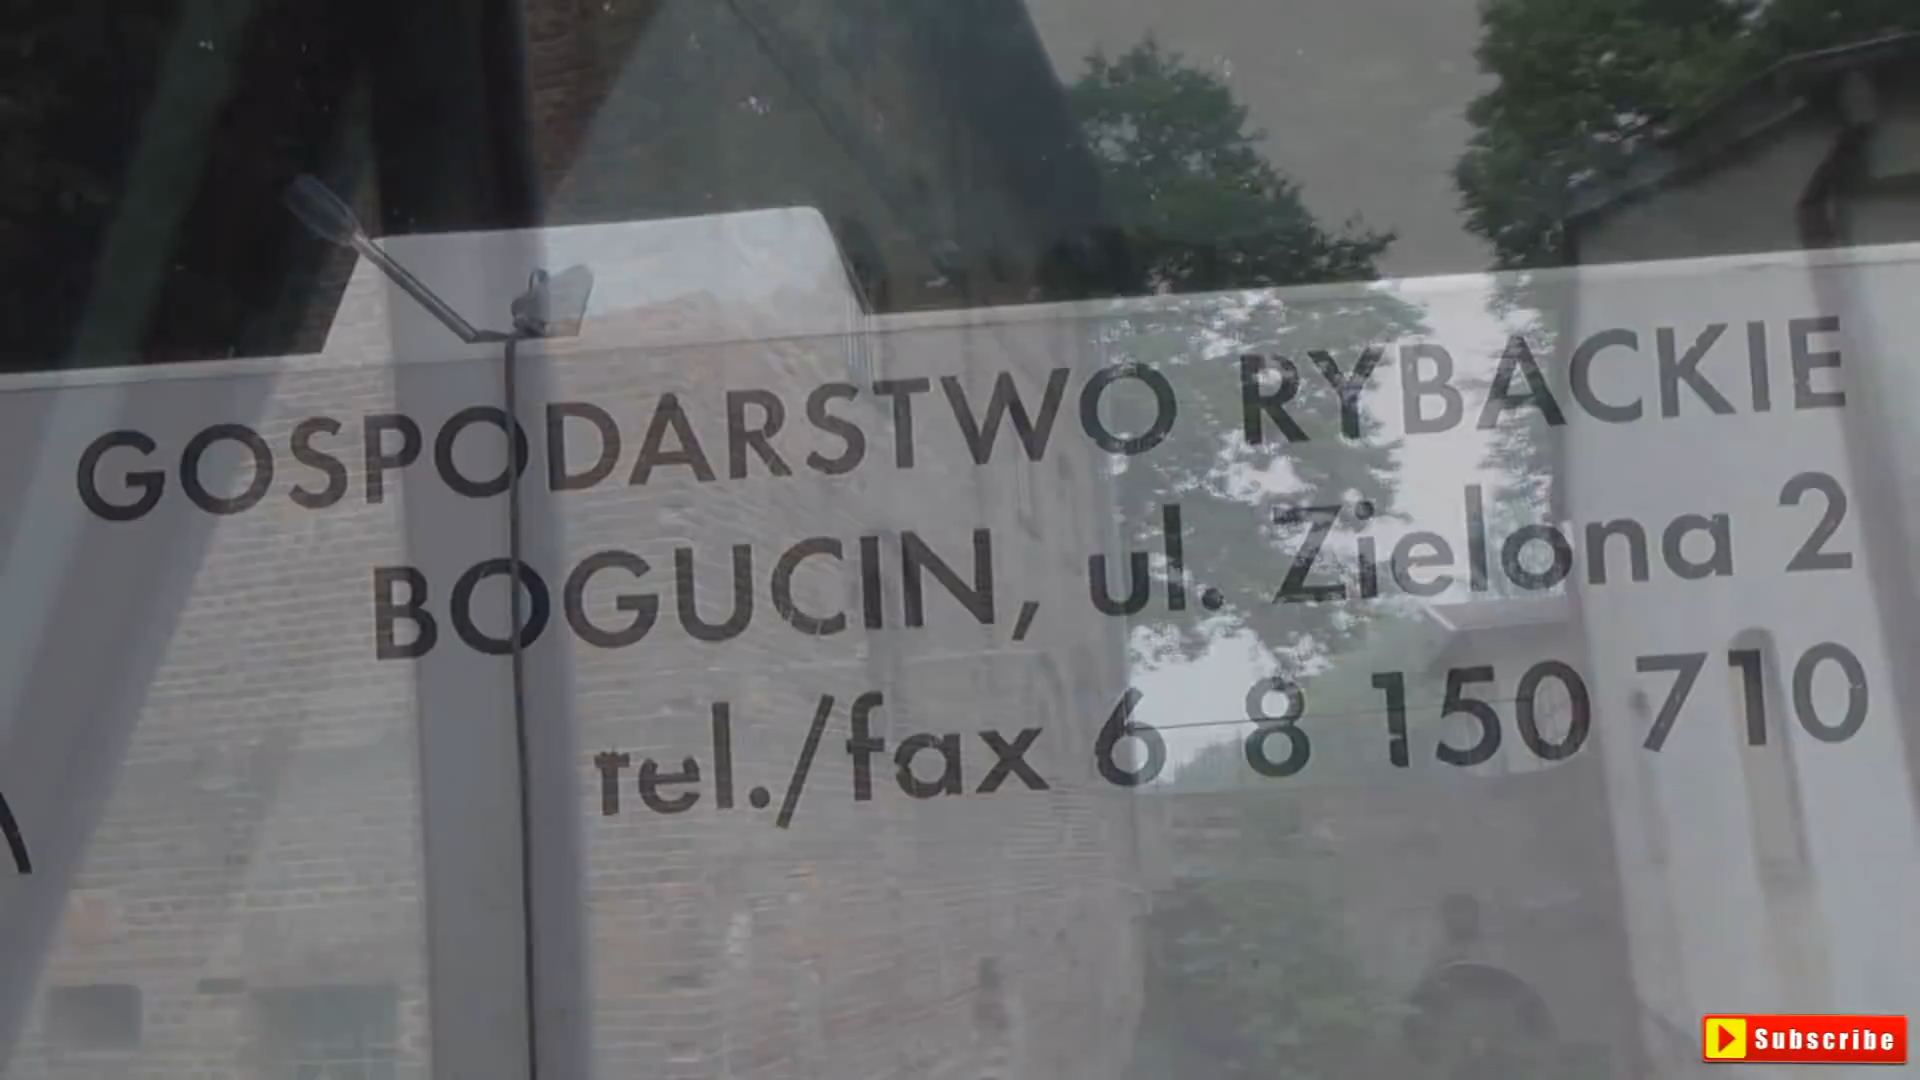 GOSPODARSTWO RYBACKIE
BOGUCIN, ul. Zielona 2
tel./fax 6 8 150 710
Subscribe